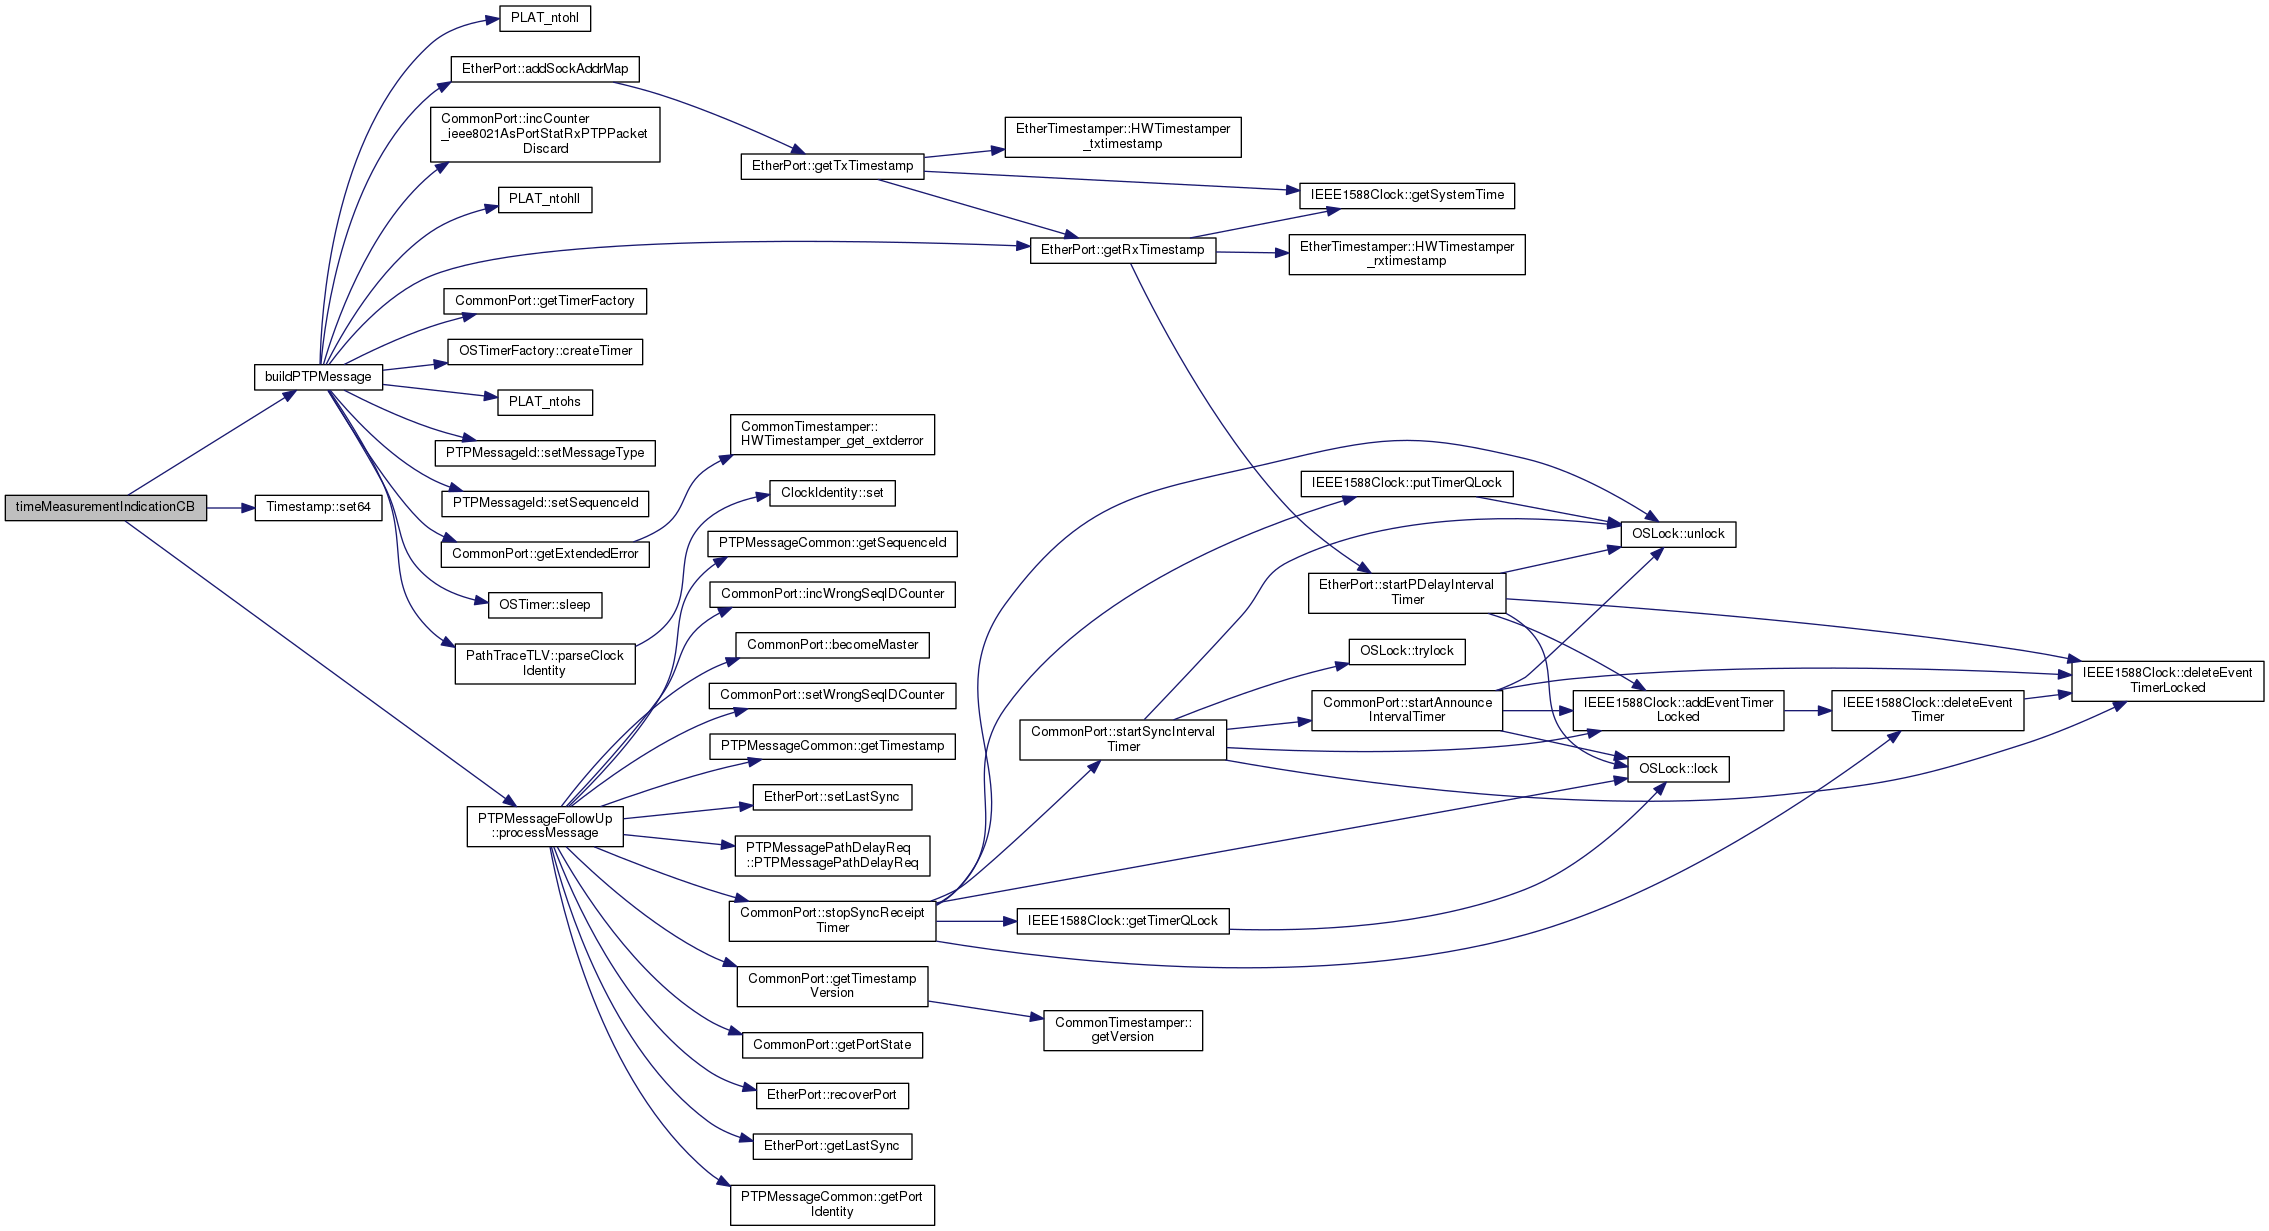 PLAT_ntohl
EtherPort::addSockAddrMap
CommonPort::incCounter
_ieee8021AsPortStatRxPTPPacket
Discard
PLAT_ntohll
EtherPort::getTxTimestamp
EtherTimestamper::HWTimestamper
_txtimestamp
IEEE1588Clock::getSystemTime
EtherPort::getRxTimestamp
EtherTimestamper::HWTimestamper
_rxtimestamp
CommonPort::getTimerFactory
OSTimerFactory::createTimer
buildPTPMessage
PLAT_ntohs
PTPMessageId::setMessageType
CommonTimestamper::
HWTimestamper_get_extderror
PTPMessageId::setSequenceId
ClockIdentity::set
timeMeasurementIndicationCB
Timestamp::set64
CommonPort::getExtendedError
PTPMessageCommon::getSequenceId
OSTimer::sleep
CommonPort::incWrongSeqIDCounter
PathTraceTLV::parseClock
Identity
CommonPort::becomeMaster
CommonPort::setWrongSeqIDCounter
PTPMessageCommon::getTimestamp
EtherPort::setLastSync
PTPMessageFollowUp
::processMessage
PTPMessagePathDelayReq
::PTPMessagePathDelayReq
CommonPort::stopSyncReceipt
Timer
CommonPort::getTimestamp
Version
CommonPort::getPortState
EtherPort::recoverPort
EtherPort::getLastSync
PTPMessageCommon::getPort
Identity
IEEE1588Clock::putTimerQLock
OSLock::unlock
EtherPort::startPDelayInterval
Timer
OSLock::trylock
CommonPort::startAnnounce
IntervalTimer
CommonPort::startSyncInterval
Timer
IEEE1588Clock::addEventTimer
Locked
IEEE1588Clock::deleteEvent
Timer
IEEE1588Clock::deleteEvent
TimerLocked
OSLock::lock
IEEE1588Clock::getTimerQLock
CommonTimestamper::
getVersion